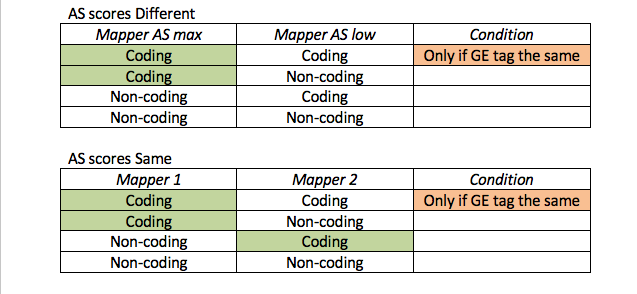 AS scores Different
Mapper AS max Mapper AS low Condition
Coding Coding Only if GE tag the same
Coding Non-coding
Non-coding Coding
Non-coding Non-coding
AS scores Same
Mapper 1 Mapper 2 Condition
Coding Coding Only if GE tag the same
Coding Non-coding
Non-coding Coding
Non-coding Non-coding